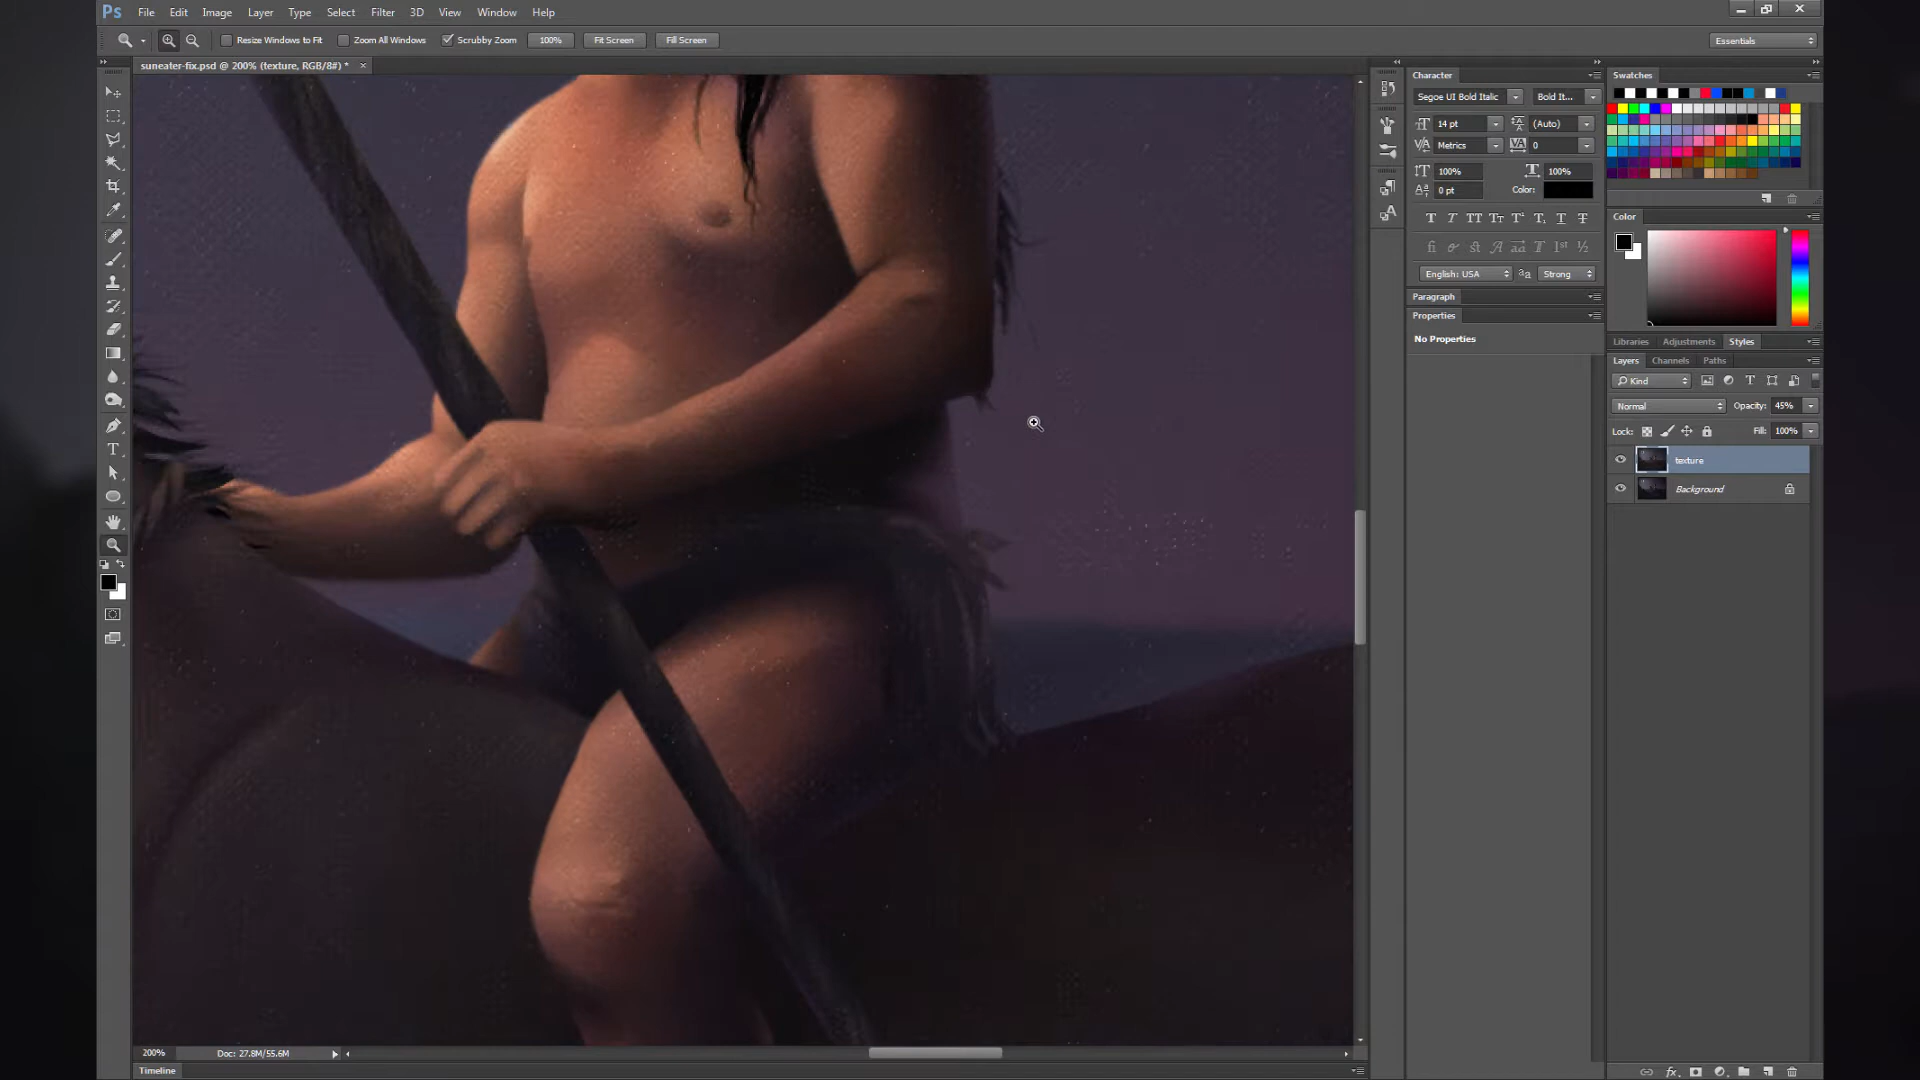 Ps File Edit Image Layer Type Select Filter 3D View Window Help
Resize Windows to Fit Zoom All Windows Scrubby Zoom 100% Fit Screen Fill Screen Essentials
suneater-fix.psd @ 200% (texture, RGB/8#) *
Character
Segoe UI Bold Italic Bold It...
14 pt (Auto)
Metrics 0
100% 100%
0 pt Color:
English: USA Strong
Paragraph
Properties
No Properties
Swatches
Color
Libraries Adjustments Styles
Layers Channels Paths
Kind
Normal Opacity: 45%
Lock: Fill: 100%
texture
Background
200% Doc: 27.8M/55.6M
Timeline